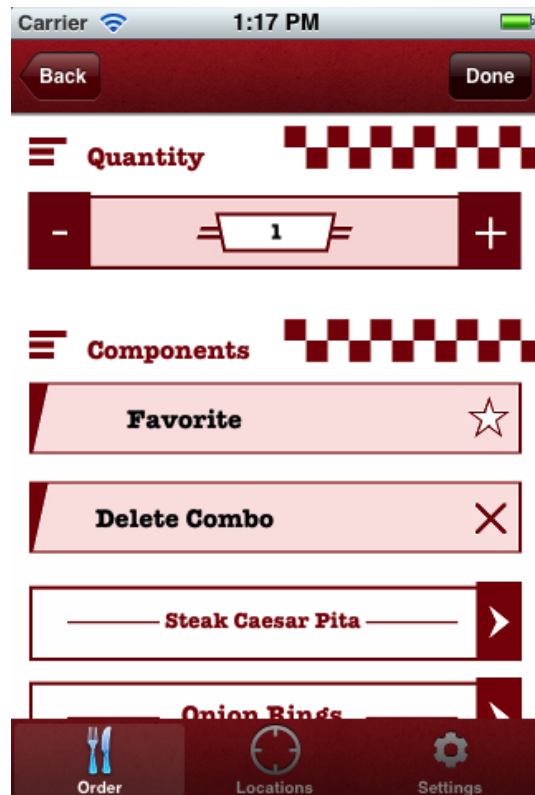 Carrier 1:17 PM
Back Done
Quantity
- 1 +
Components
Favorite
Delete Combo
Steak Caesar Pita
Onion Rings
Order Locations Settings